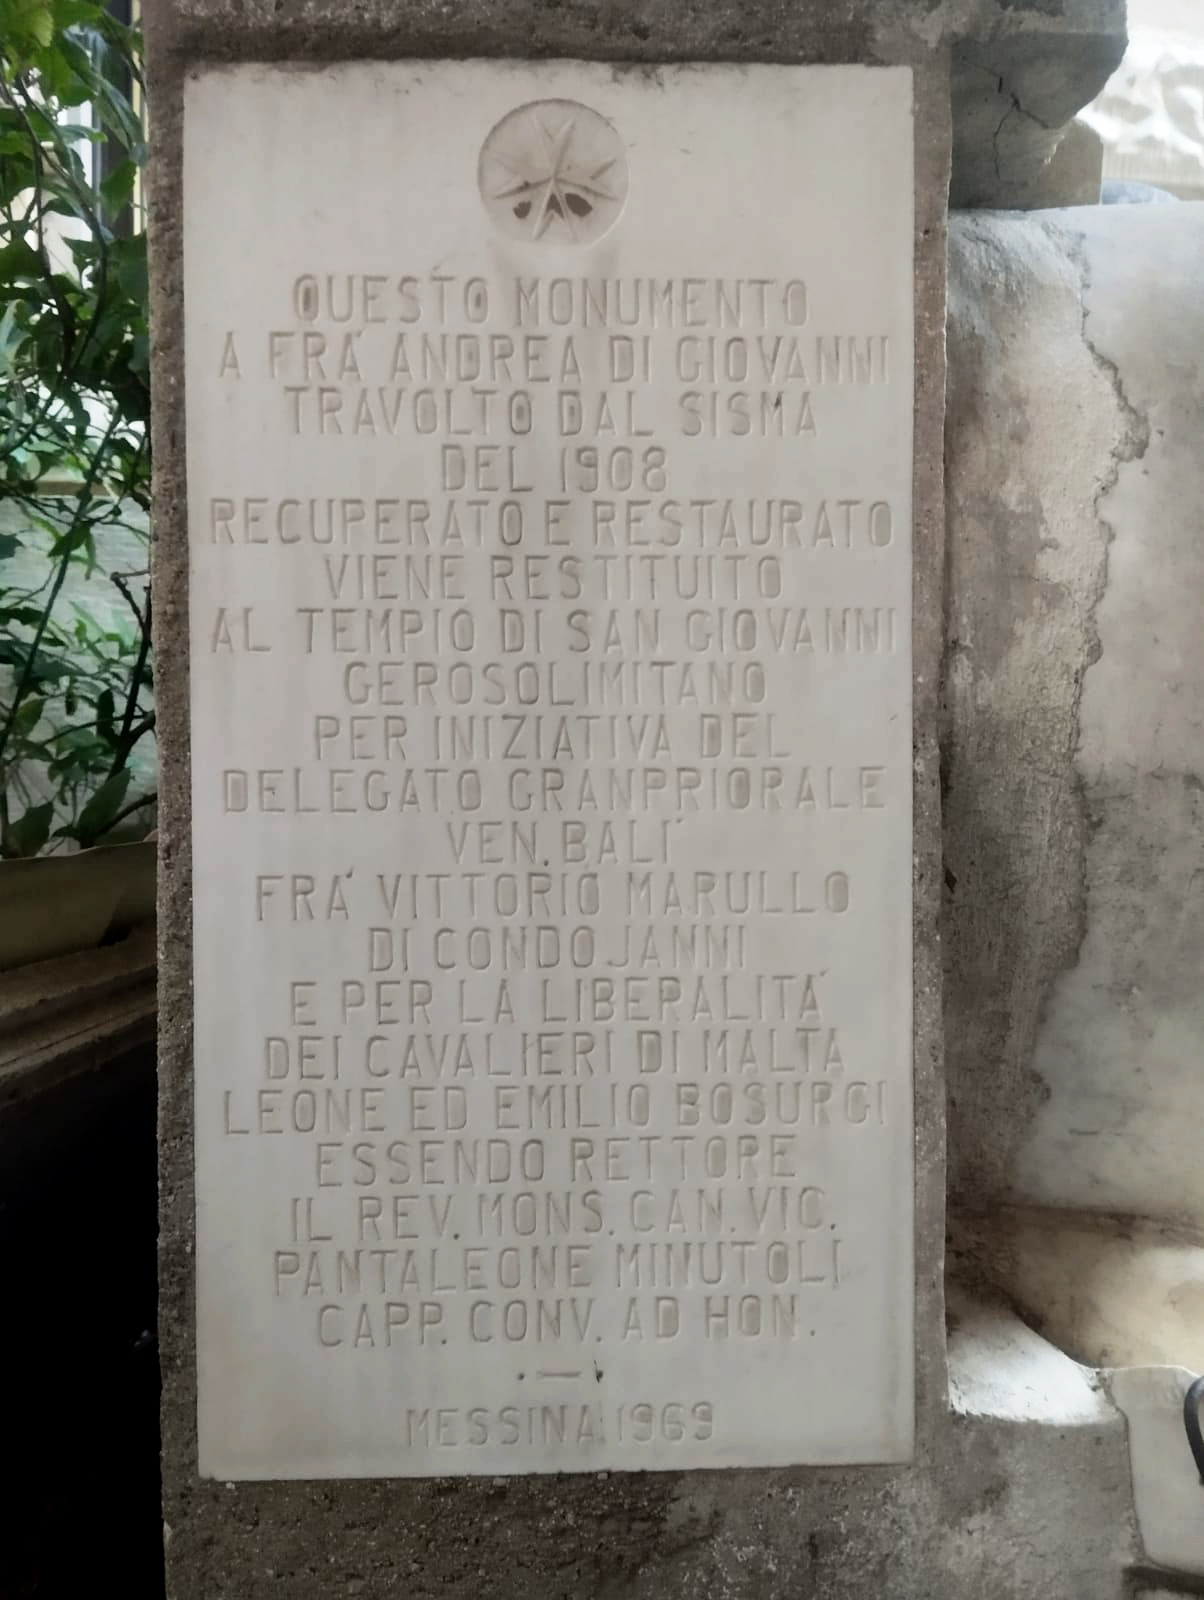 QUESTO MONUMENTO
A FRA' ANDREA DI GIOVANNI
TRAVOLTO DAL SISMA
DEL 1908
RECUPERATO E RESTAURATO
VIENE RESTITUITO
AL TEMPIO DI SAN GIOVANNI
GEROSOLIMITANO
PER INIZIATIVA DEL
DELEGATO GRANPRIORALE
VEN. BALI'
FRA' VITTORIO MARULLO
DI CONDOJANNI
E PER LA LIBERALITÁ
DEI CAVALIERI DI MALTA
LEONE ED EMILIO BOSURGI
ESSENDO RETTORE
IL REV. MONS. CAN. VIC.
PANTALEONE MINUTOLI
CAPP. CONV. AD HON.
MESSINA 1969